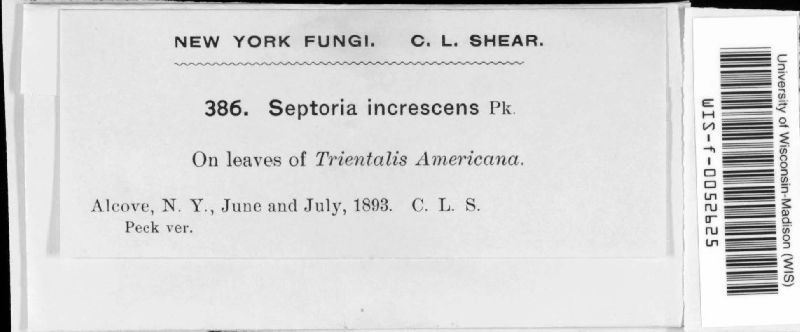 NEW YORK FUNGI. C. L. SHEAR.
386. Septoria increscens Pk.
On leaves of Trientalis Americana.
Alcove, N. Y., June and July, 1893. C. L. S.
Peck ver.
University of Wisconsin-Madison (WIS)
WIS-f-0052625